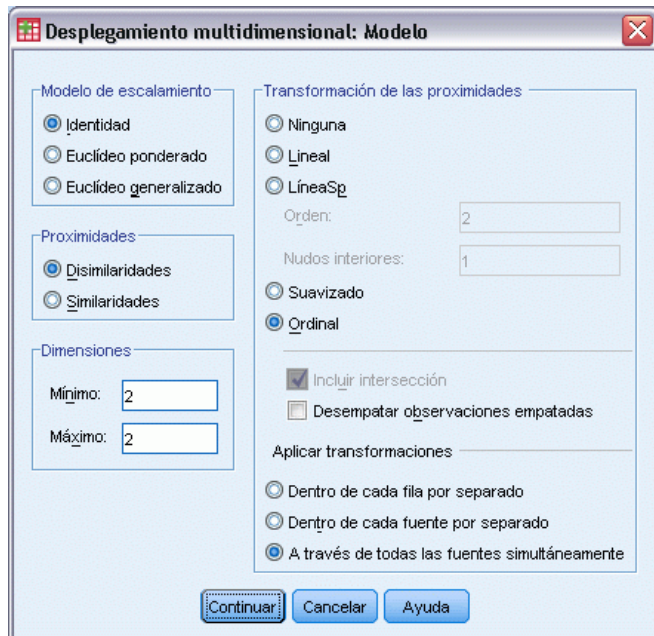 Desplegamiento multidimensional: Modelo
Modelo de escalamiento
Identidad
Euclídeo ponderado
Euclídeo generalizado
Proximidades
Disimilaridades
Similaridades
Dimensiones
Mínimo: 2
Máximo: 2
Transformación de las proximidades
Ninguna
Lineal
LíneaSp
Orden: 2
Nudos interiores: 1
Suavizado
Ordinal
Incluir intersección
Desempatar observaciones empatadas
Aplicar transformaciones
Dentro de cada fila por separado
Dentro de cada fuente por separado
A través de todas las fuentes simultáneamente
Continuar Cancelar Ayuda